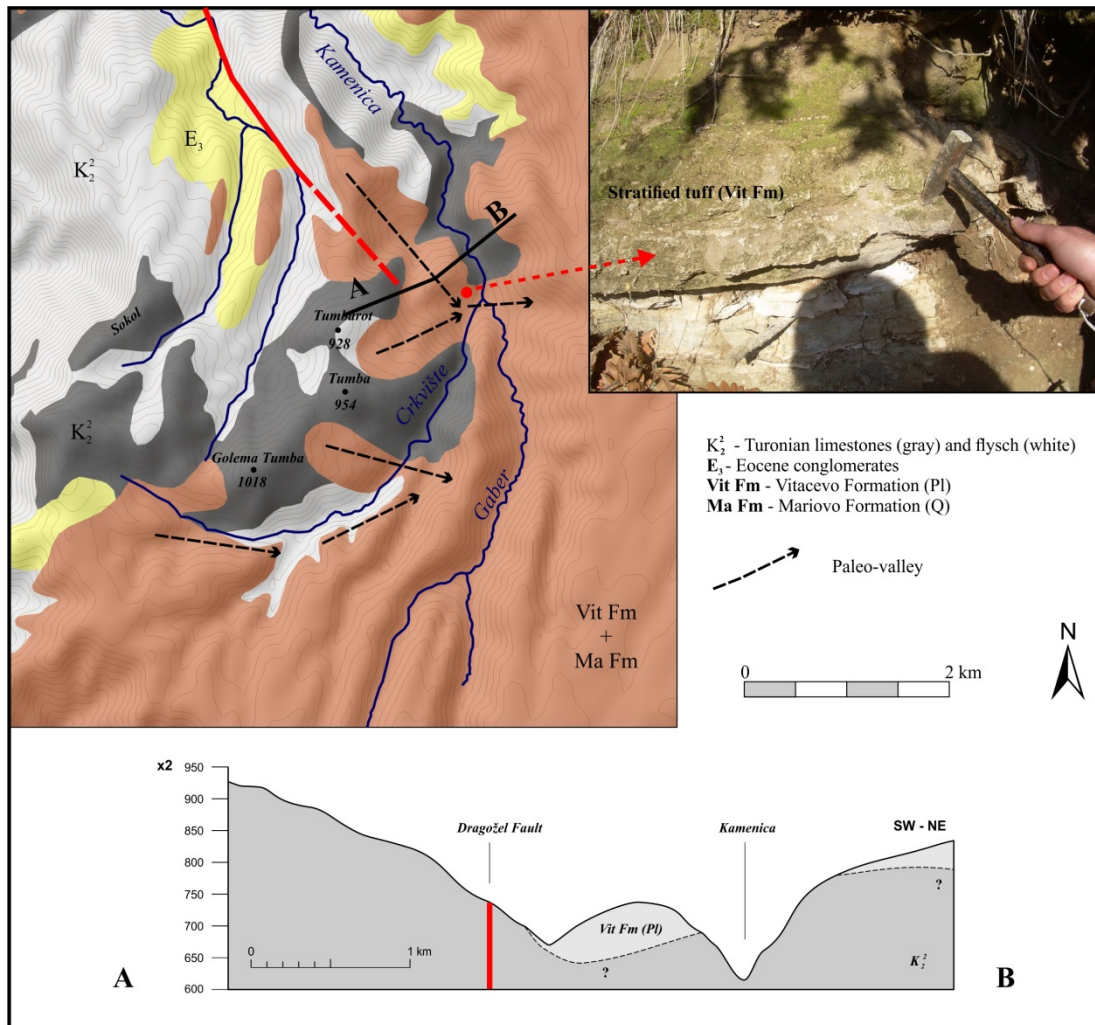 Kamenica
E₃
K²₂
B
A
Sokol
Tumbarot
928
Tumba
954
Crkvište
K²₂
Golema Tumba
1018
Gaber
Vit Fm
+
Ma Fm
Stratified tuff (Vit Fm)
K²₂ - Turonian limestones (gray) and flysch (white)
E₃ - Eocene conglomerates
Vit Fm - Vitacevo Formation (Pl)
Ma Fm - Mariovo Formation (Q)
Paleo-valley
N
0 2 km
x2
950
900
850
800
750
700
650
600
Dragožel Fault
Kamenica
SW - NE
Vit Fm (Pl)
?
?
K²₂
0 1 km
A
B